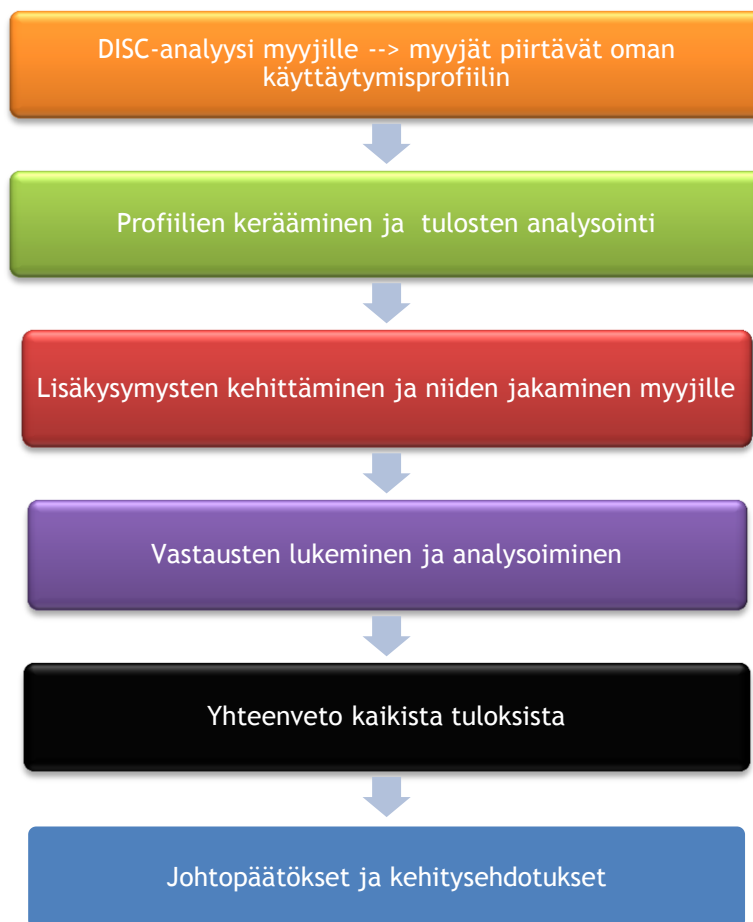 DISC-analyysi myyjille --> myyjät piirtävät oman
käyttäytymisprofiilin
Profiilien kerääminen ja tulosten analysointi
Lisäkysymysten kehittäminen ja niiden jakaminen myyjille
Vastausten lukeminen ja analysoiminen
Yhteenveto kaikista tuloksista
Johtopäätökset ja kehitysehdotukset